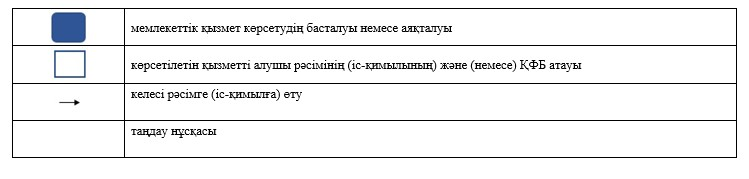 мемлекеттік қызмет көрсетудің басталуы немесе аяқталуы
көрсетілетін қызметті алушы рәсімінің (іс-қимылының) және (немесе) ҚФБ атауы
келесі рәсімге (іс-қимылға) өту
таңдау нұсқасы